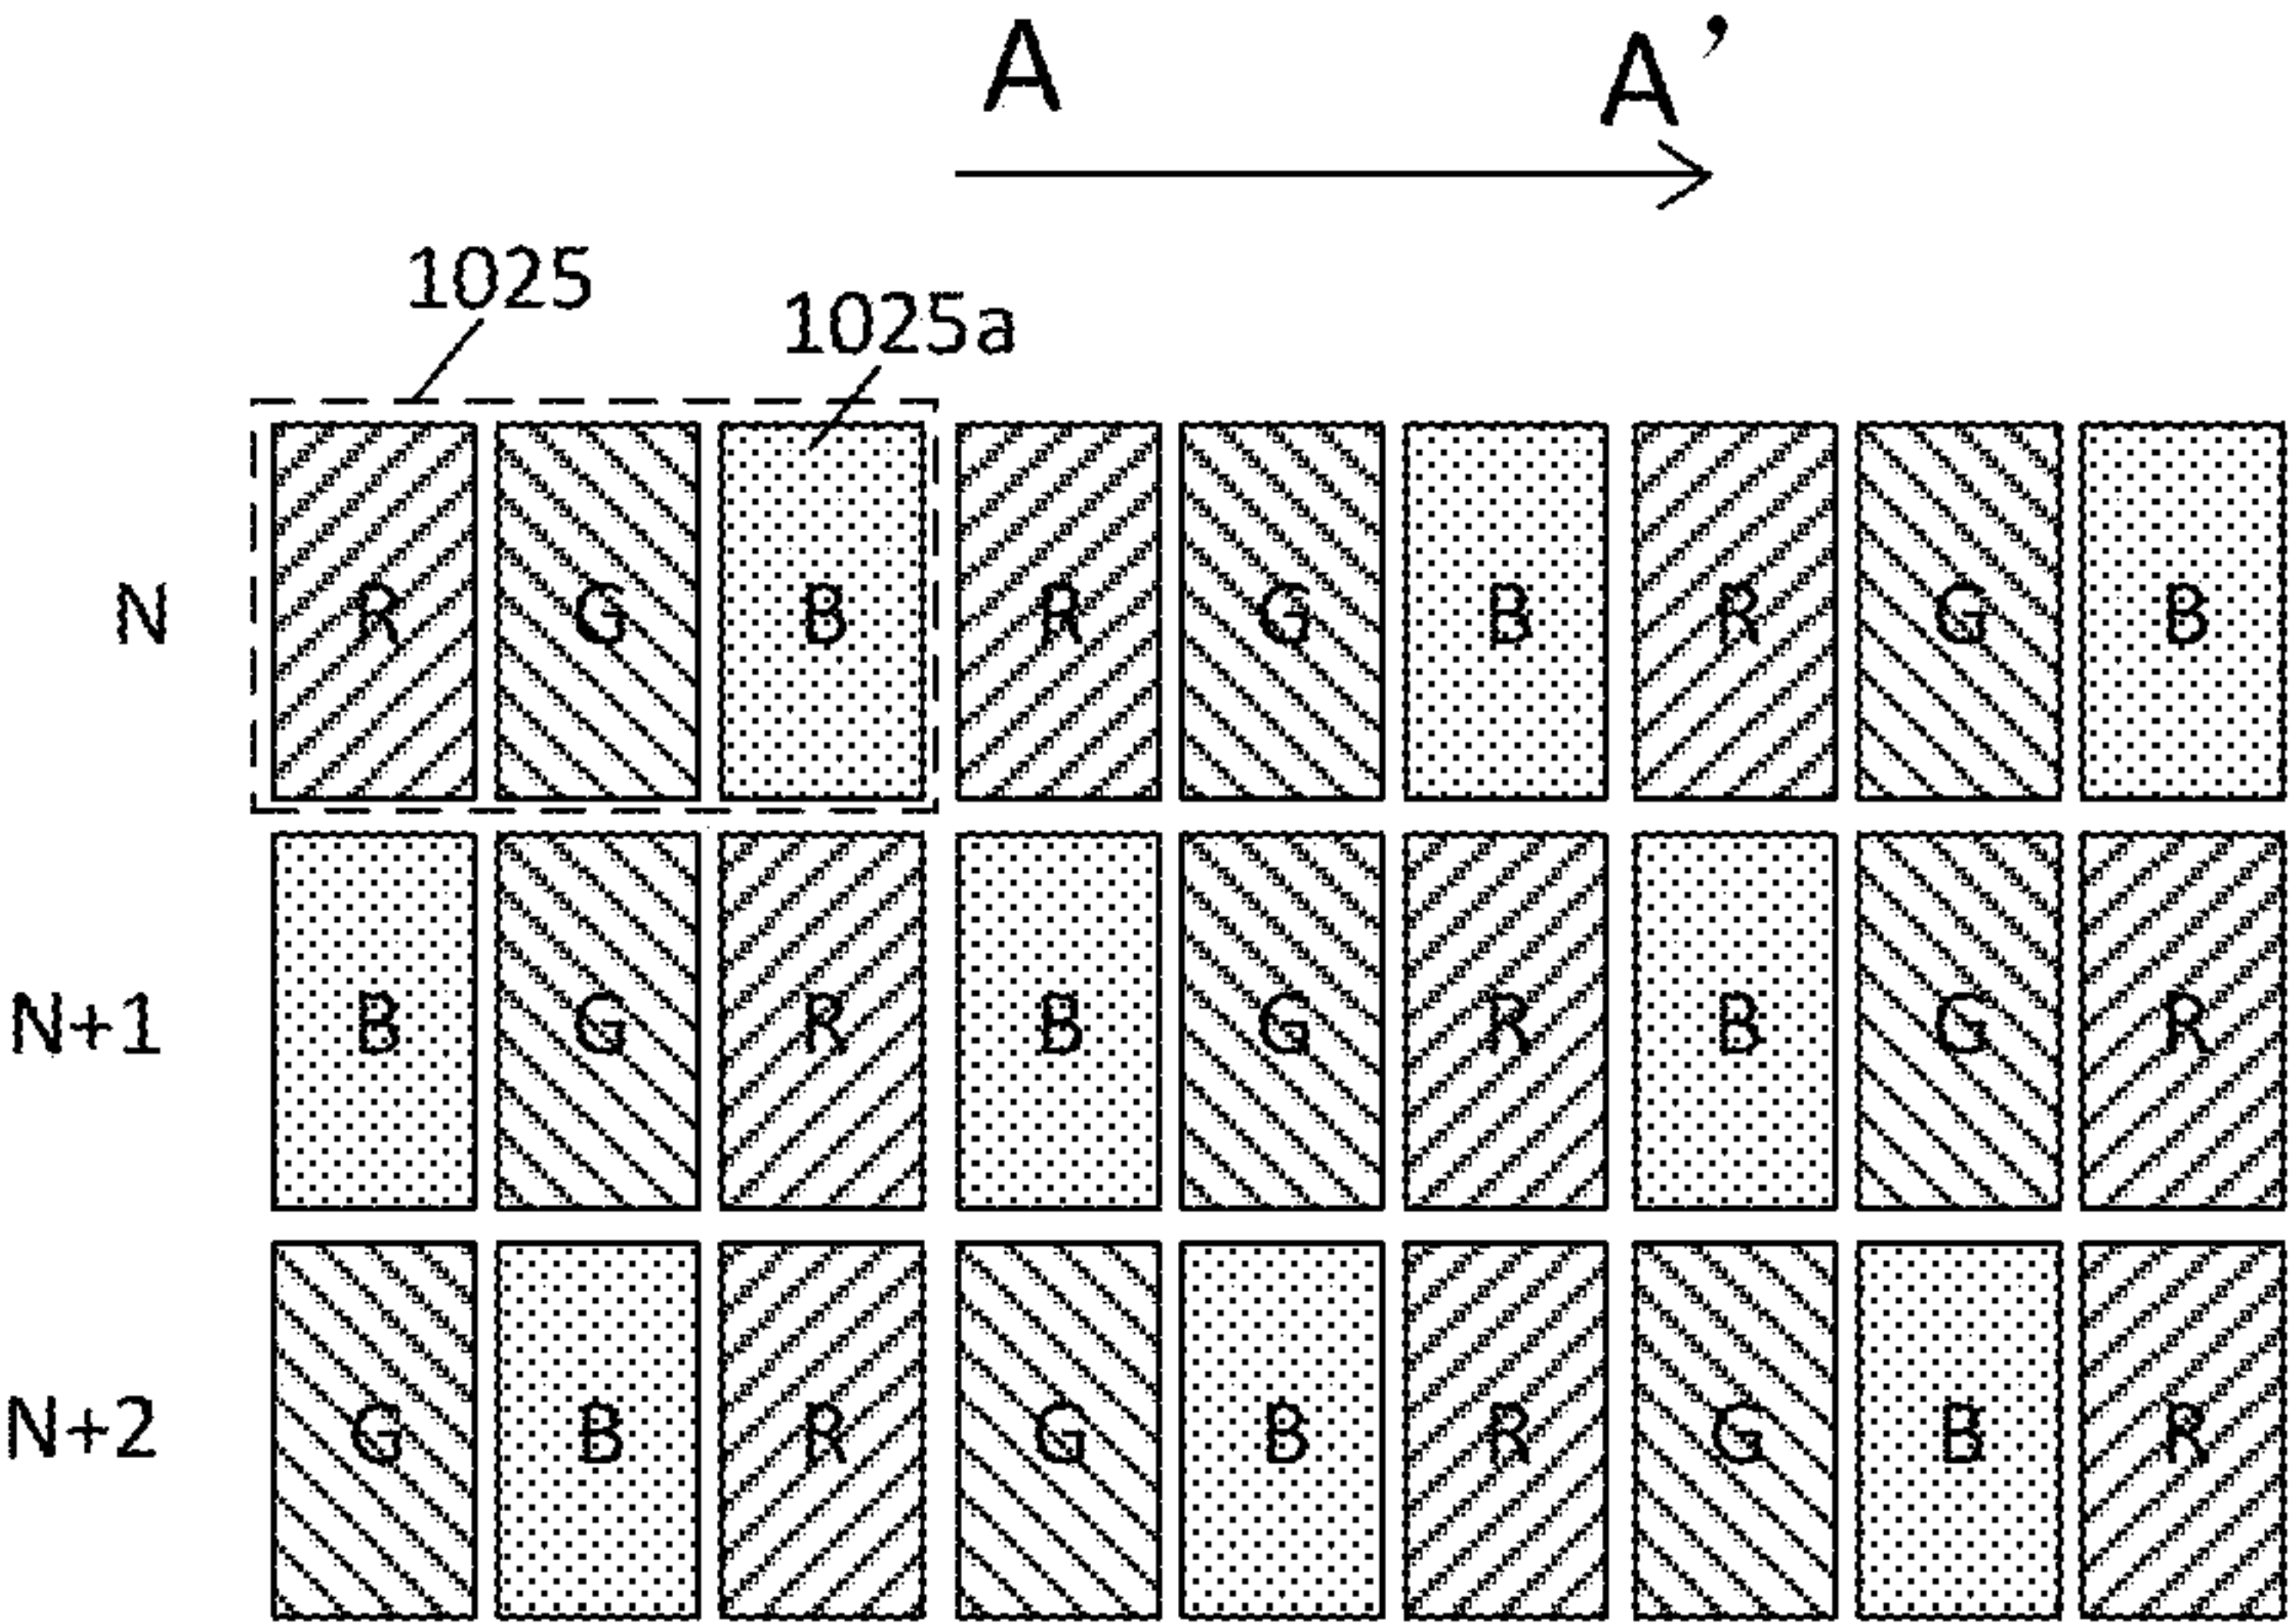 A A’
1025
1025a
N R G B R G B R G B
N+1 B G R B G R B G R
N+2 G B R G B R G B R